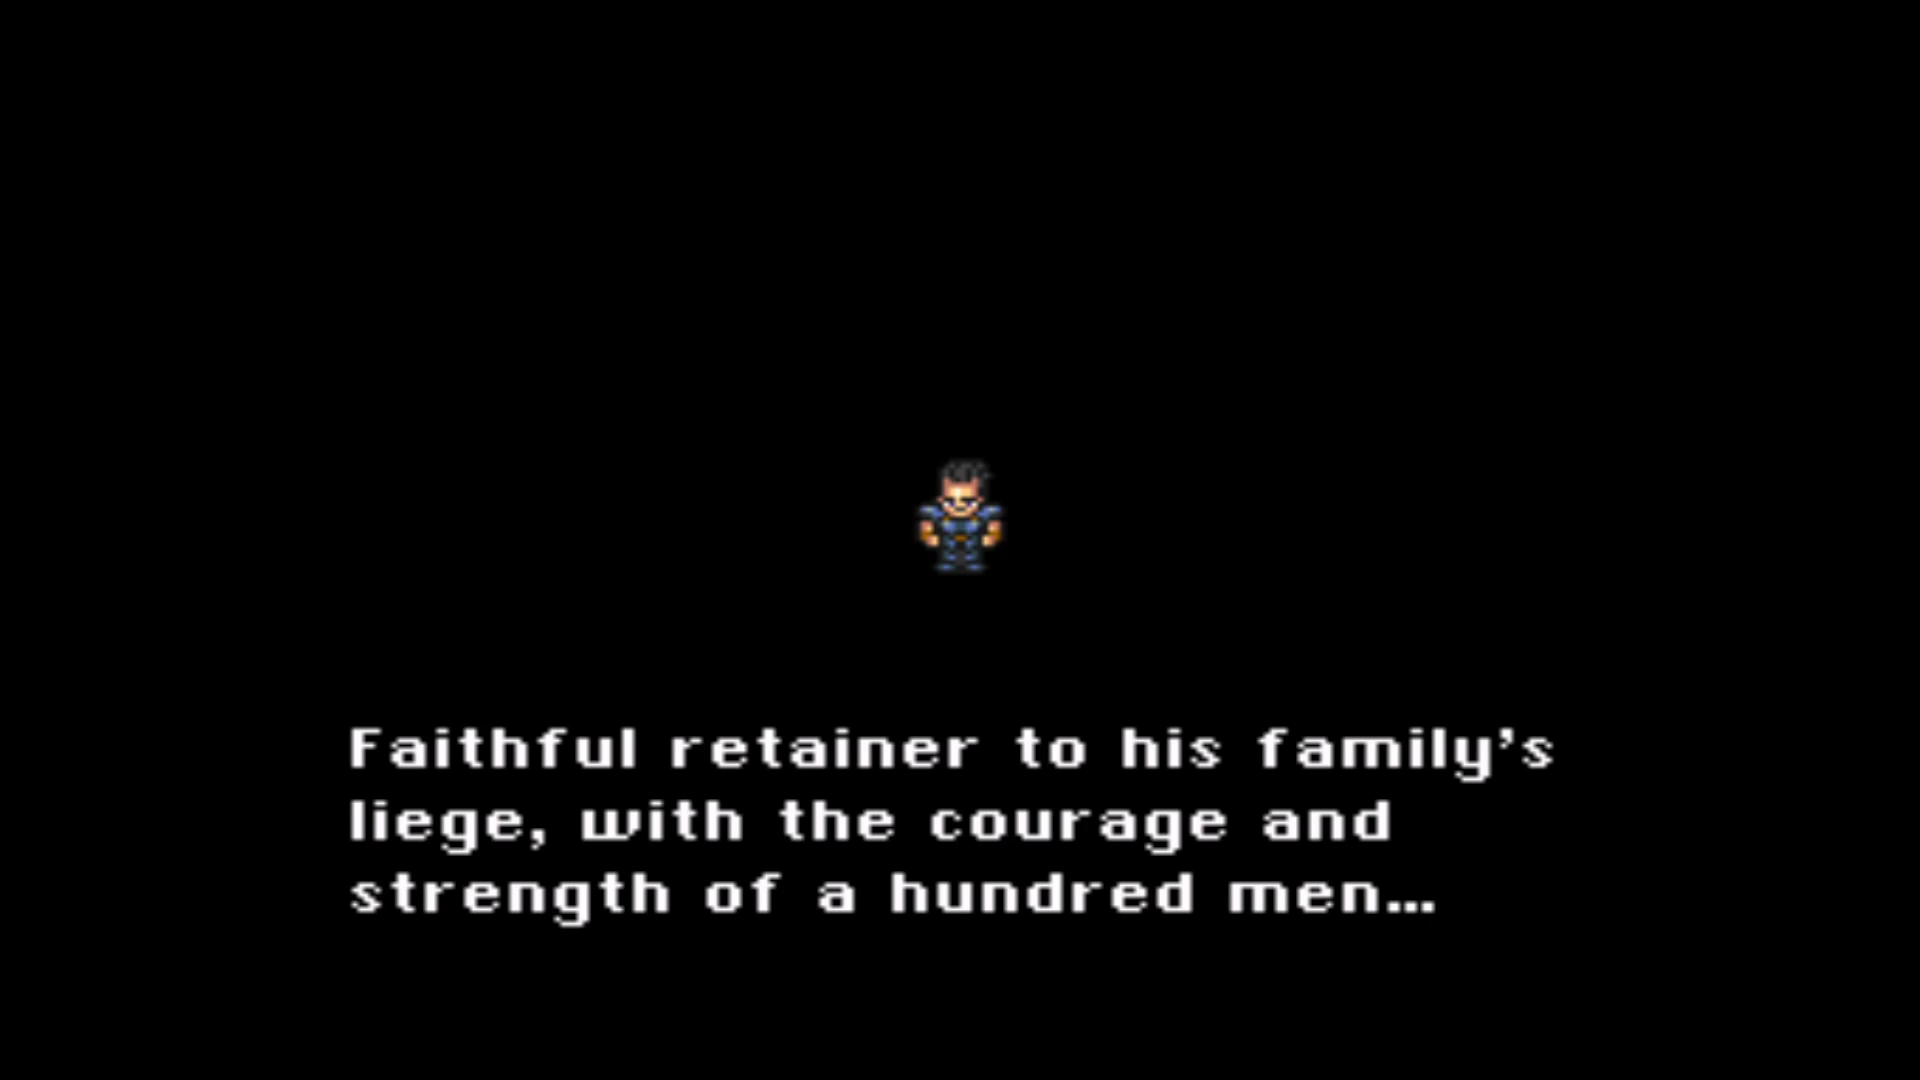 Faithful retainer to his family's
liege, with the courage and
strength of a hundred men…